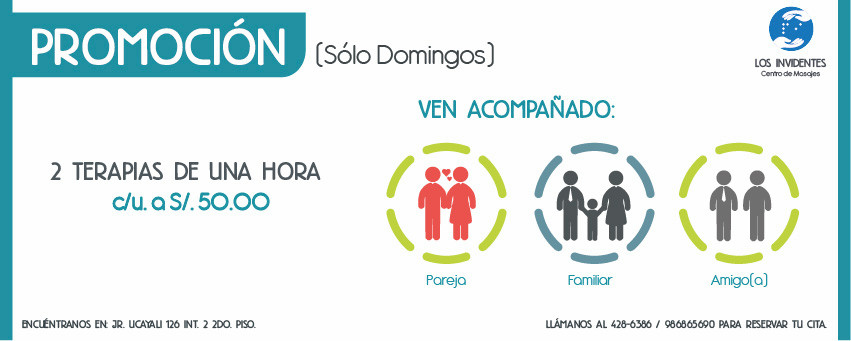 PROMOCIÓN (Sólo Domingos)
LOS INVIDENTES
Centro de Masajes
VEN ACOMPAÑADO:
2 TERAPIAS DE UNA HORA
c/u. a S/. 50.00
Pareja
Familiar
Amigo(a)
ENCUÉNTRANOS EN: JR. UCAYALI 126 INT. 2 2DO. PISO.
LLÁMANOS AL 428-6386 / 986865690 PARA RESERVAR TU CITA.